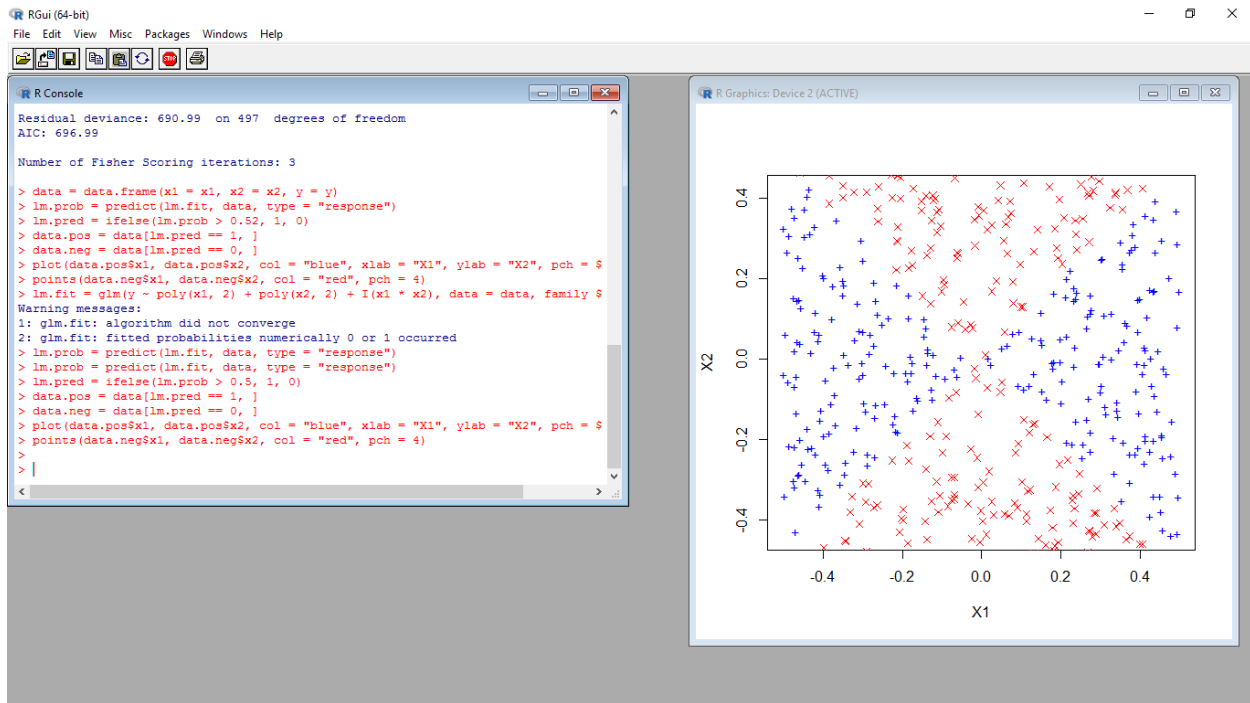 RGui (64-bit)
File Edit View Misc Packages Windows Help
STOP
R Console
Residual deviance: 690.99  on 497  degrees of freedom
AIC: 696.99
Number of Fisher Scoring iterations: 3
> data = data.frame(x1 = x1, x2 = x2, y = y)
> lm.prob = predict(lm.fit, data, type = "response")
> lm.pred = ifelse(lm.prob > 0.52, 1, 0)
> data.pos = data[lm.pred == 1, ]
> data.neg = data[lm.pred == 0, ]
> plot(data.pos$x1, data.pos$x2, col = "blue", xlab = "X1", ylab = "X2", pch = $
> points(data.neg$x1, data.neg$x2, col = "red", pch = 4)
> lm.fit = glm(y ~ poly(x1, 2) + poly(x2, 2) + I(x1 * x2), data = data, family $
Warning messages:
1: glm.fit: algorithm did not converge
2: glm.fit: fitted probabilities numerically 0 or 1 occurred
> lm.prob = predict(lm.fit, data, type = "response")
> lm.prob = predict(lm.fit, data, type = "response")
> lm.pred = ifelse(lm.prob > 0.5, 1, 0)
> data.pos = data[lm.pred == 1, ]
> data.neg = data[lm.pred == 0, ]
> plot(data.pos$x1, data.pos$x2, col = "blue", xlab = "X1", ylab = "X2", pch = $
> points(data.neg$x1, data.neg$x2, col = "red", pch = 4)
>
>
R Graphics: Device 2 (ACTIVE)
0.4
0.2
0.0
-0.2
-0.4
X2
-0.4 -0.2 0.0 0.2 0.4
X1